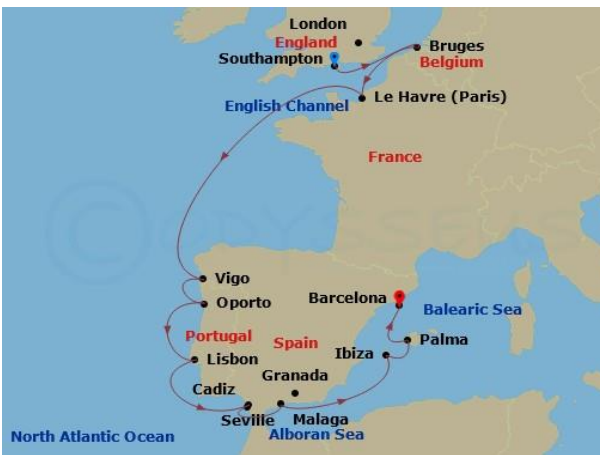 London
England
Southampton
Bruges
Belgium
Le Havre (Paris)
English Channel
France
©ODYSSEUS
Vigo
Oporto
Barcelona
Balearic Sea
Portugal
Spain
Palma
Ibiza
Lisbon
Granada
Cadiz
Seville
Malaga
Alboran Sea
North Atlantic Ocean